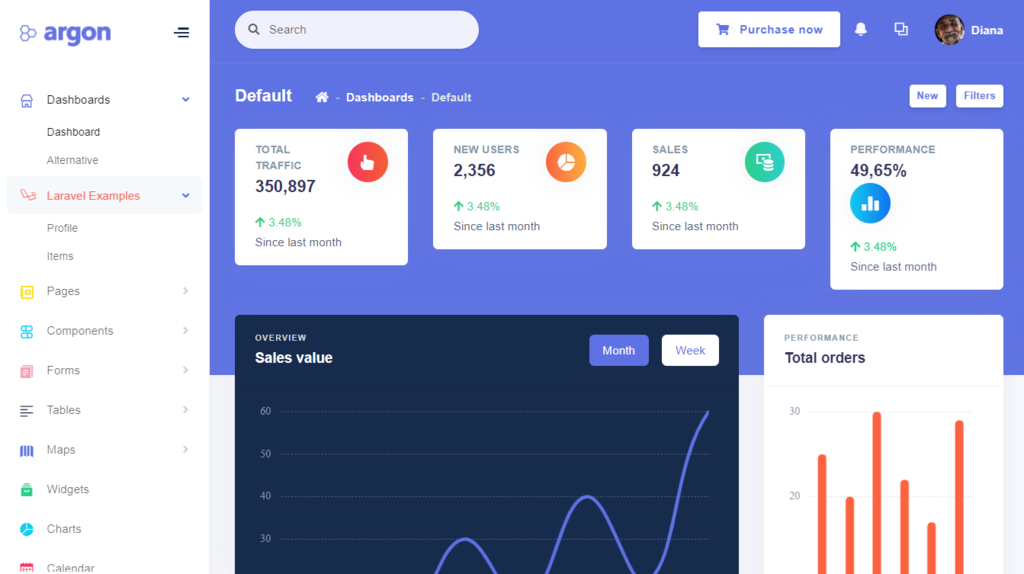 argon
Search
Purchase now
Diana
Dashboards
Dashboard
Alternative
Laravel Examples
Profile
Items
Pages
Components
Forms
Tables
Maps
Widgets
Charts
Calendar
Default
- Dashboards - Default
New
Filters
TOTAL
TRAFFIC
350,897
3.48%
Since last month
NEW USERS
2,356
3.48%
Since last month
SALES
924
3.48%
Since last month
PERFORMANCE
49,65%
3.48%
Since last month
OVERVIEW
Sales value
Month
Week
60
50
40
30
PERFORMANCE
Total orders
30
20